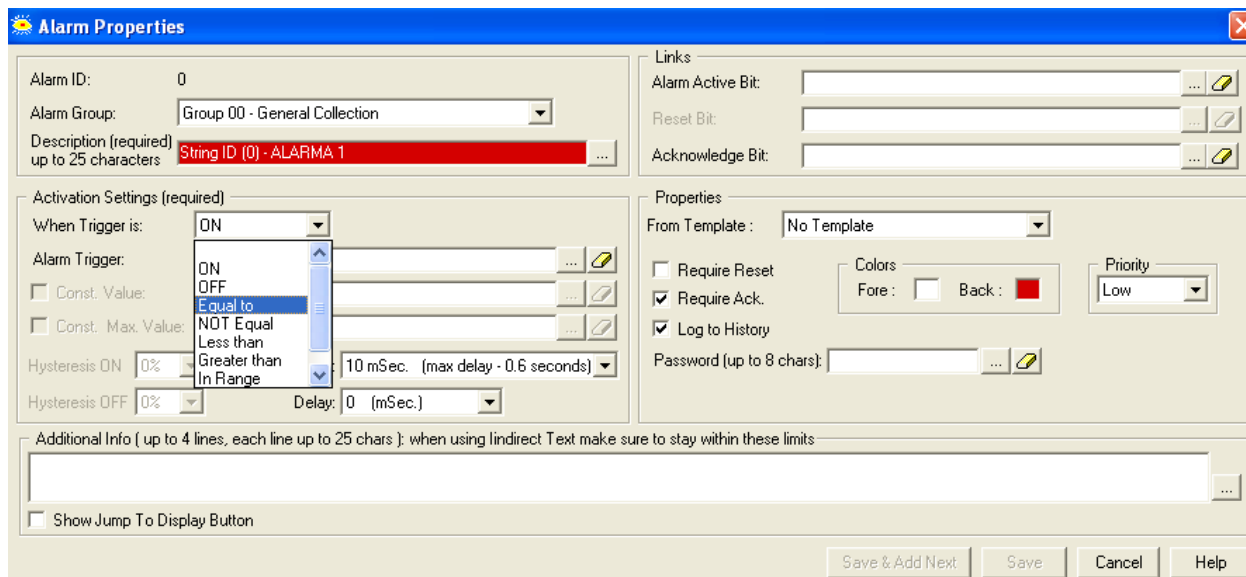 Alarm Properties
Alarm ID: 0
Alarm Group: Group 00 - General Collection
Description (required)
up to 25 characters
String ID (0) - ALARMA 1
...
Links
Alarm Active Bit: ...
Reset Bit: ...
Acknowledge Bit: ...
Activation Settings (required)
When Trigger is: ON
ON
OFF
Equal to
NOT Equal
Less than
Greater than
In Range
Alarm Trigger: ...
Const. Value: ...
Const. Max. Value: ...
Hysteresis ON 0% : 10 mSec. (max delay - 0.6 seconds)
Hysteresis OFF 0% Delay: 0 (mSec.)
Properties
From Template : No Template
Require Reset
Require Ack.
Log to History
Colors
Fore : Back :
Priority
Low
Password (up to 8 chars): ...
Additional Info ( up to 4 lines, each line up to 25 chars ): when using Iindirect Text make sure to stay within these limits
...
Show Jump To Display Button
Save & Add Next Save Cancel Help